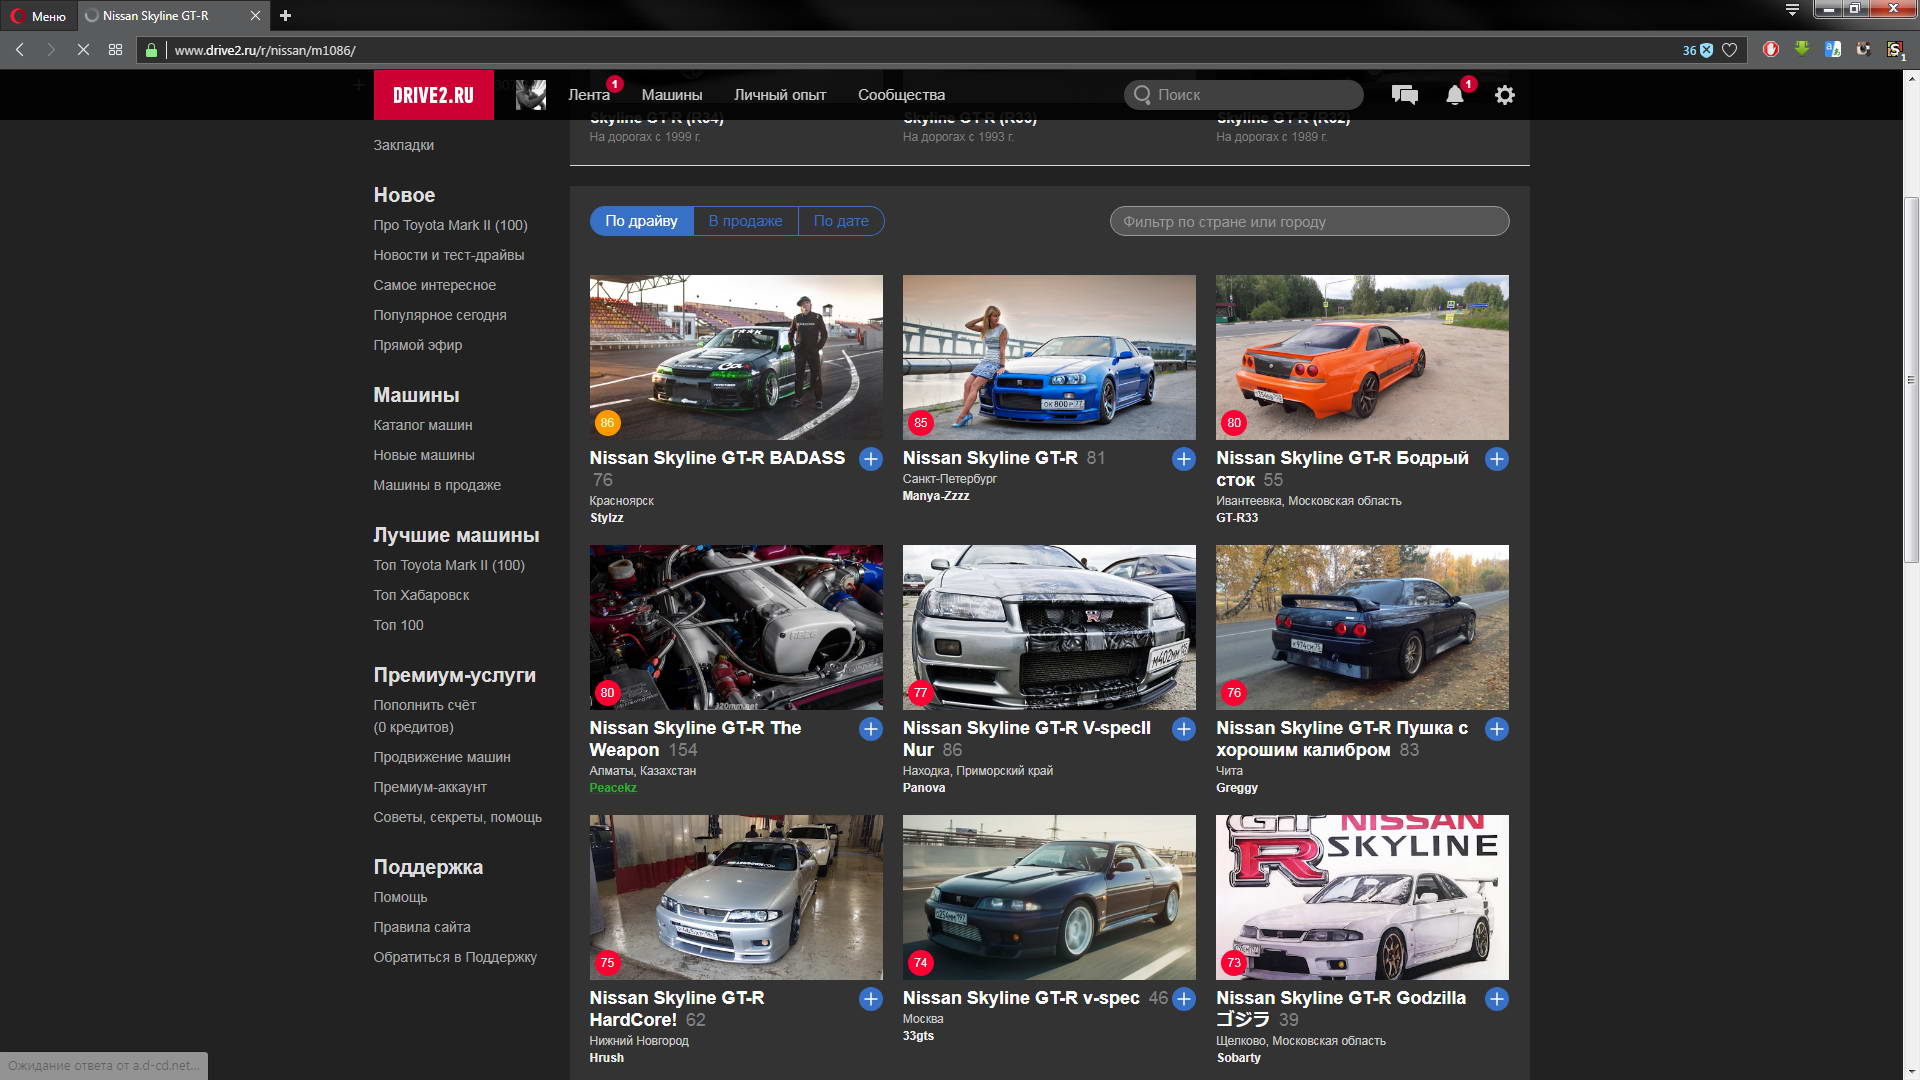 Меню
Nissan Skyline GT-R
www.drive2.ru/r/nissan/m1086/
36
1
DRIVE2.RU
Лента
1
Машины
Личный опыт
Сообщества
Поиск
1
Skyline GT-R (R34)
На дорогах с 1999 г.
Skyline GT-R (R33)
На дорогах с 1993 г.
Skyline GT-R (R32)
На дорогах с 1989 г.
Закладки
Новое
Про Toyota Mark II (100)
Новости и тест-драйвы
Самое интересное
Популярное сегодня
Прямой эфир
Машины
Каталог машин
Новые машины
Машины в продаже
Лучшие машины
Топ Toyota Mark II (100)
Топ Хабаровск
Топ 100
Премиум-услуги
Пополнить счёт
(0 кредитов)
Продвижение машин
Премиум-аккаунт
Советы, секреты, помощь
Поддержка
Помощь
Правила сайта
Обратиться в Поддержку
По драйву
В продаже
По дате
Фильтр по стране или городу
86
Nissan Skyline GT-R BADASS
76
Красноярск
Stylzz
ок 800 р 77
85
Nissan Skyline GT-R 81
Санкт-Петербург
Manya-Zzzz
80
Nissan Skyline GT-R Бодрый
сток 55
Ивантеевка, Московская область
GT-R33
80
120mm.net
Nissan Skyline GT-R The
Weapon 154
Алматы, Казахстан
Peacekz
М402ММ
77
Nissan Skyline GT-R V-specII
Nur 86
Находка, Приморский край
Panova
76
Nissan Skyline GT-R Пушка с
хорошим калибром 83
Чита
Greggy
75
Nissan Skyline GT-R
HardCore! 62
Нижний Новгород
Hrush
74
Nissan Skyline GT-R v-spec 46
Москва
33gts
GT
R
NISSAN
SKYLINE
73
Nissan Skyline GT-R Godzilla
ゴジラ 39
Щелково, Московская область
Sobarty
Ожидание ответа от a.d-cd.net...